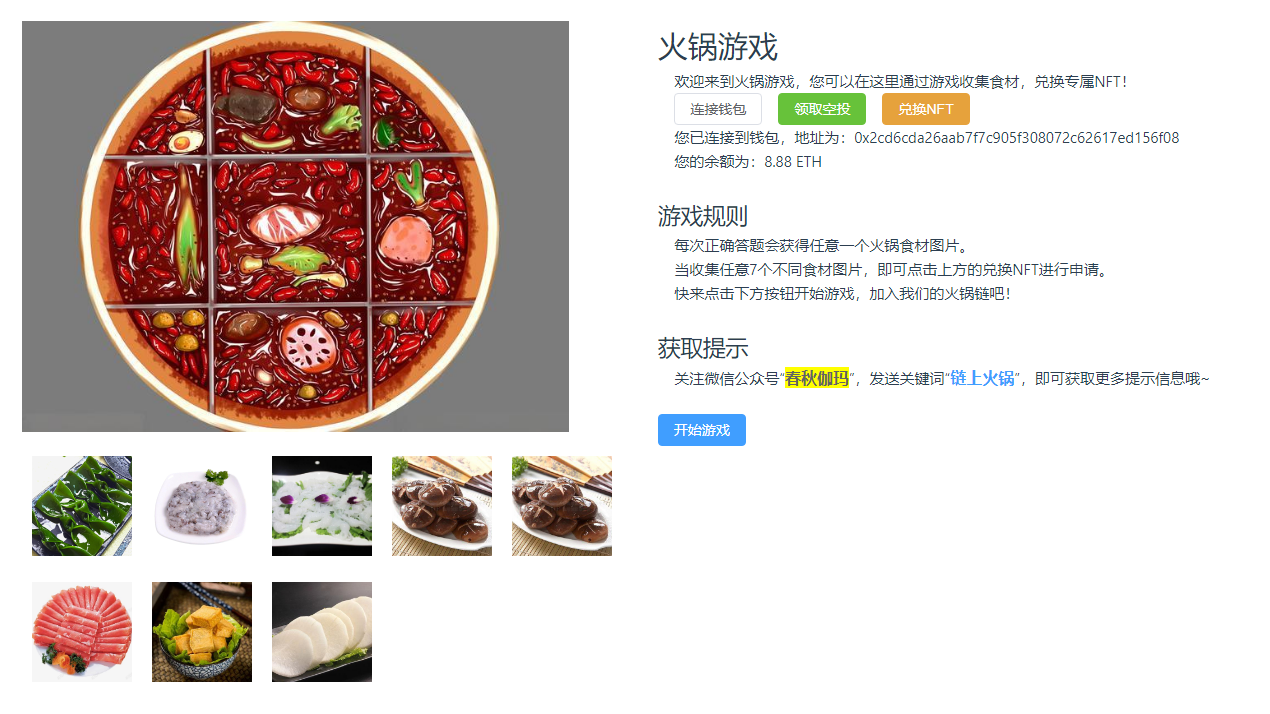 火锅游戏
欢迎来到火锅游戏，您可以在这里通过游戏收集食材，兑换专属NFT！
连接钱包 领取空投 兑换NFT
您已连接到钱包，地址为：0x2cd6cda26aab7f7c905f308072c62617ed156f08
您的余额为：8.88 ETH
游戏规则
每次正确答题会获得任意一个火锅食材图片。
当收集任意7个不同食材图片，即可点击上方的兑换NFT进行申请。
快来点击下方按钮开始游戏，加入我们的火锅链吧！
获取提示
关注微信公众号“春秋伽玛”，发送关键词“链上火锅”，即可获取更多提示信息哦~
开始游戏